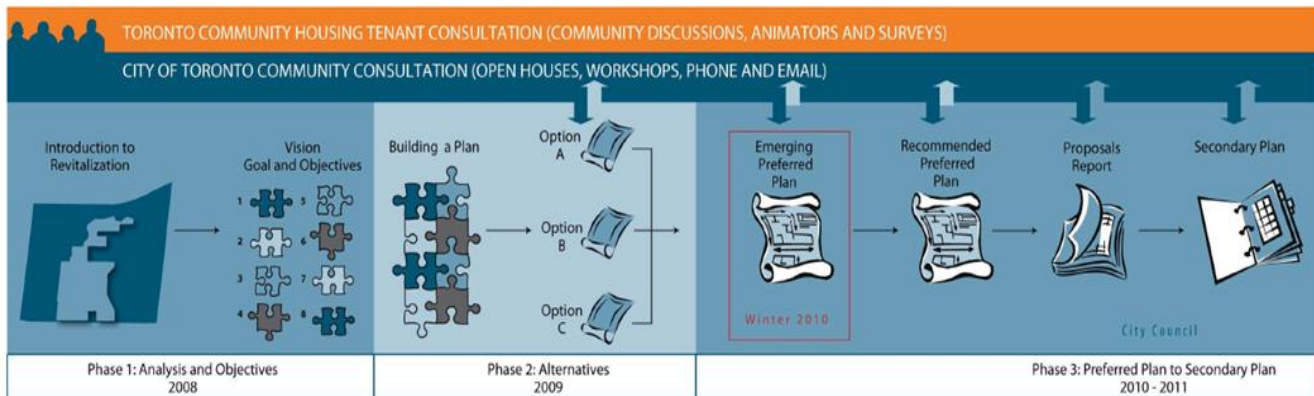 TORONTO COMMUNITY HOUSING TENANT CONSULTATION (COMMUNITY DISCUSSIONS, ANIMATORS AND SURVEYS)
CITY OF TORONTO COMMUNITY CONSULTATION (OPEN HOUSES, WORKSHOPS, PHONE AND EMAIL)
Introduction to
Revitalization
Vision
Goal and Objectives
1
5
2
6
3
7
4
8
Building a Plan
Option
A
Option
B
Option
C
Emerging
Preferred
Plan
Winter 2010
Recommended
Preferred
Plan
Proposals
Report
Secondary Plan
City Council
Phase 1: Analysis and Objectives
2008
Phase 2: Alternatives
2009
Phase 3: Preferred Plan to Secondary Plan
2010 - 2011